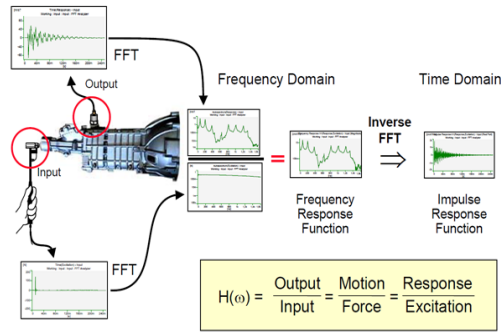 FFT
Output
Input
FFT
Frequency Domain
Time Domain
=
Inverse
FFT
⇒
Frequency
Response
Function
Impulse
Response
Function
H(ω) = Output/Input = Motion/Force = Response/Excitation